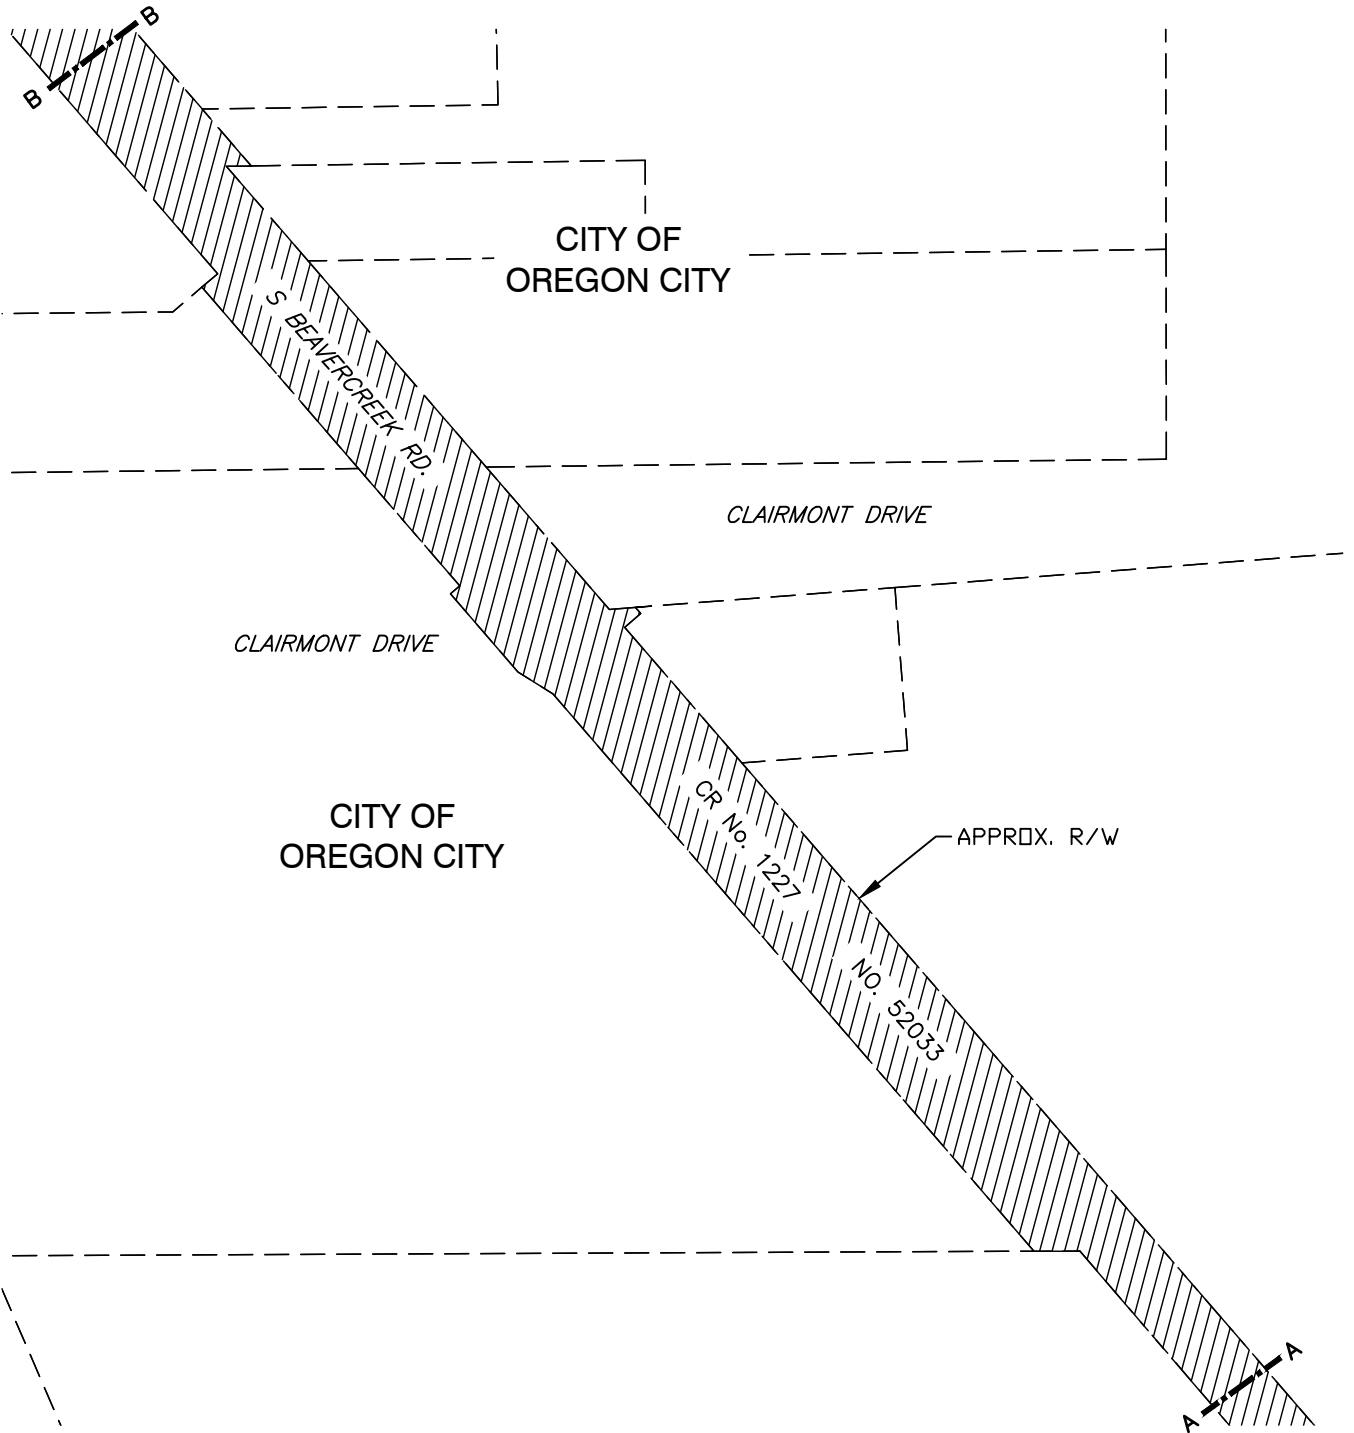 B
B
CITY OF
OREGON CITY
S BEAVERCREEK RD.
CLAIRMONT DRIVE
CLAIRMONT DRIVE
CR No. 1227
CITY OF
OREGON CITY
APPROX. R/W
NO. 52033
A
A